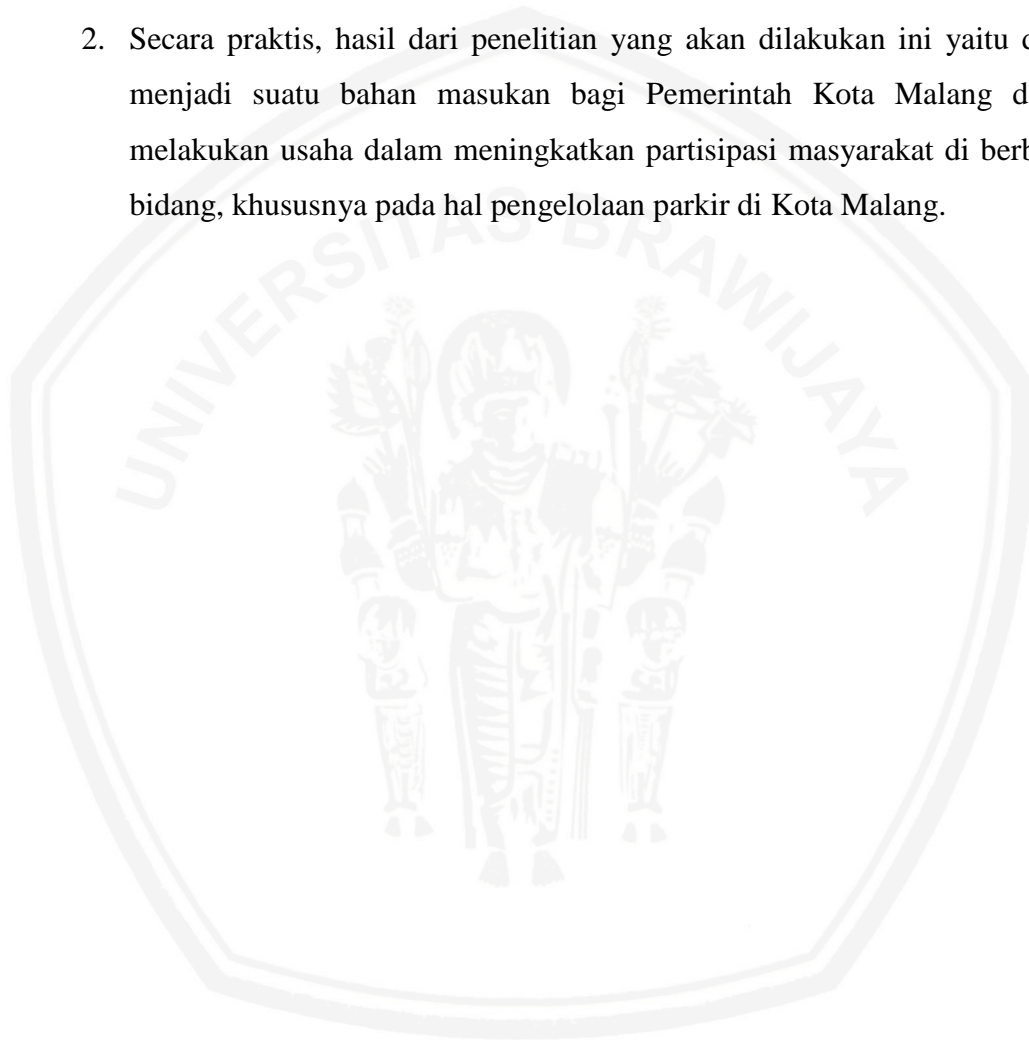 2. Secara praktis, hasil dari penelitian yang akan dilakukan ini yaitu
menjadi suatu bahan masukan bagi Pemerintah Kota Malang
melakukan usaha dalam meningkatkan partisipasi masyarakat di
bidang, khususnya pada hal pengelolaan parkir di Kota Malang.
UNIVERSITAS BRAWIJAYA